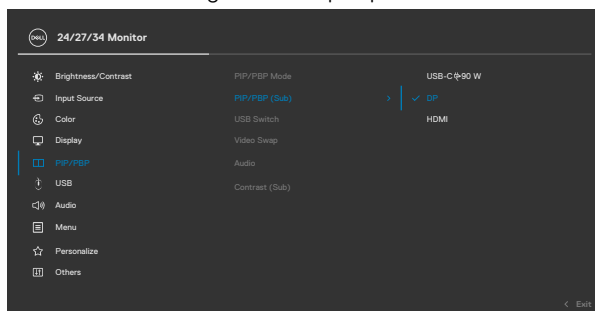 DELL
24/27/34 Monitor
Brightness/Contrast
Input Source
Color
Display
PIP/PBP
USB
Audio
Menu
Personalize
Others
PIP/PBP Mode
PIP/PBP (Sub)
USB Switch
Video Swap
Audio
Contrast (Sub)
USB-C 90 W
DP
HDMI
Exit